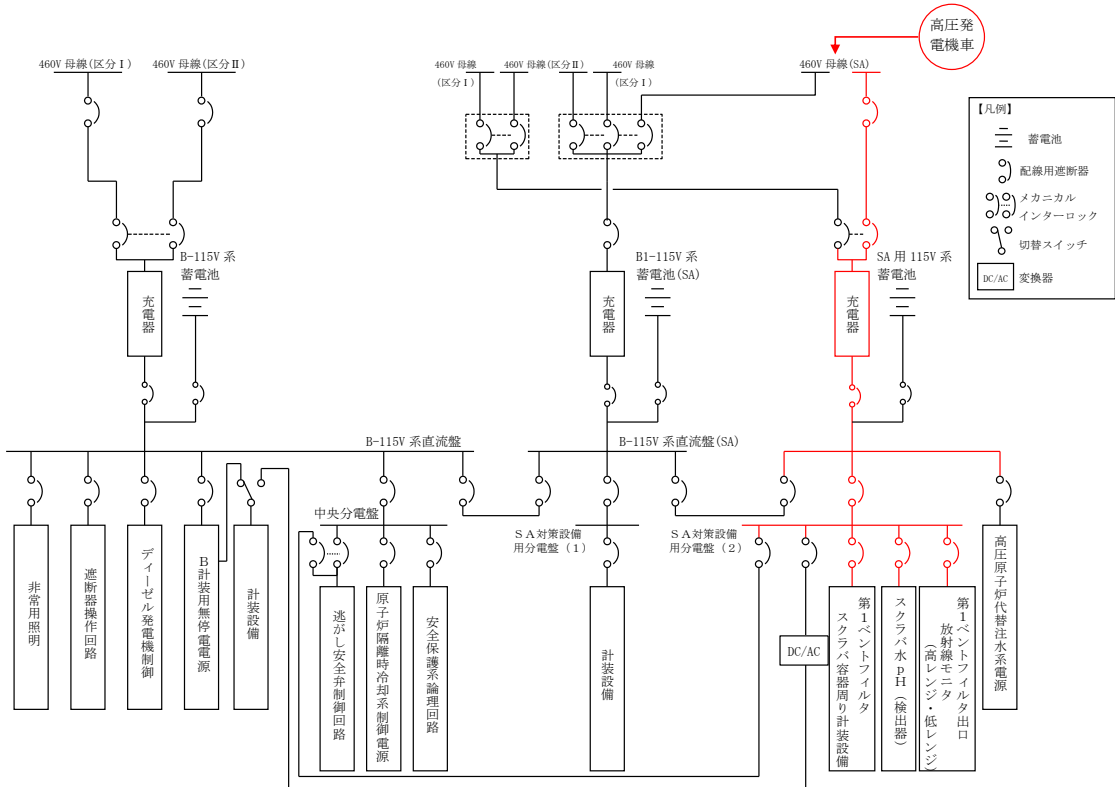 高圧発
電機車
460V 母線(区分Ⅰ)
460V 母線(区分Ⅱ)
460V 母線
(区分Ⅰ)
460V 母線(区分Ⅱ)
460V 母線
(区分Ⅰ)
460V 母線(SA)
【凡例】
蓄電池
配線用遮断器
メカニカル
インターロック
切替スイッチ
DC/AC
変換器
B-115V 系
蓄電池
B1-115V 系
蓄電池(SA)
SA 用 115V 系
蓄電池
充電器
充電器
充電器
B-115V 系直流盤
B-115V 系直流盤(SA)
中央分電盤
SA対策設備
用分電盤(1)
SA対策設備
用分電盤(2)
非常用照明
遮断器操作回路
ディーゼル発電機制御
B計装用無停電電源
計装設備
逃がし安全弁制御回路
原子炉隔離時冷却系制御電源
安全保護系論理回路
計装設備
DC/AC
第1ベントフィルタ
スクラバ容器周り計装設備
スクラバ水pH(検出器)
第1ベントフィルタ出口
放射線モニタ
(高レンジ・低レンジ)
高圧原子炉代替注水系電源